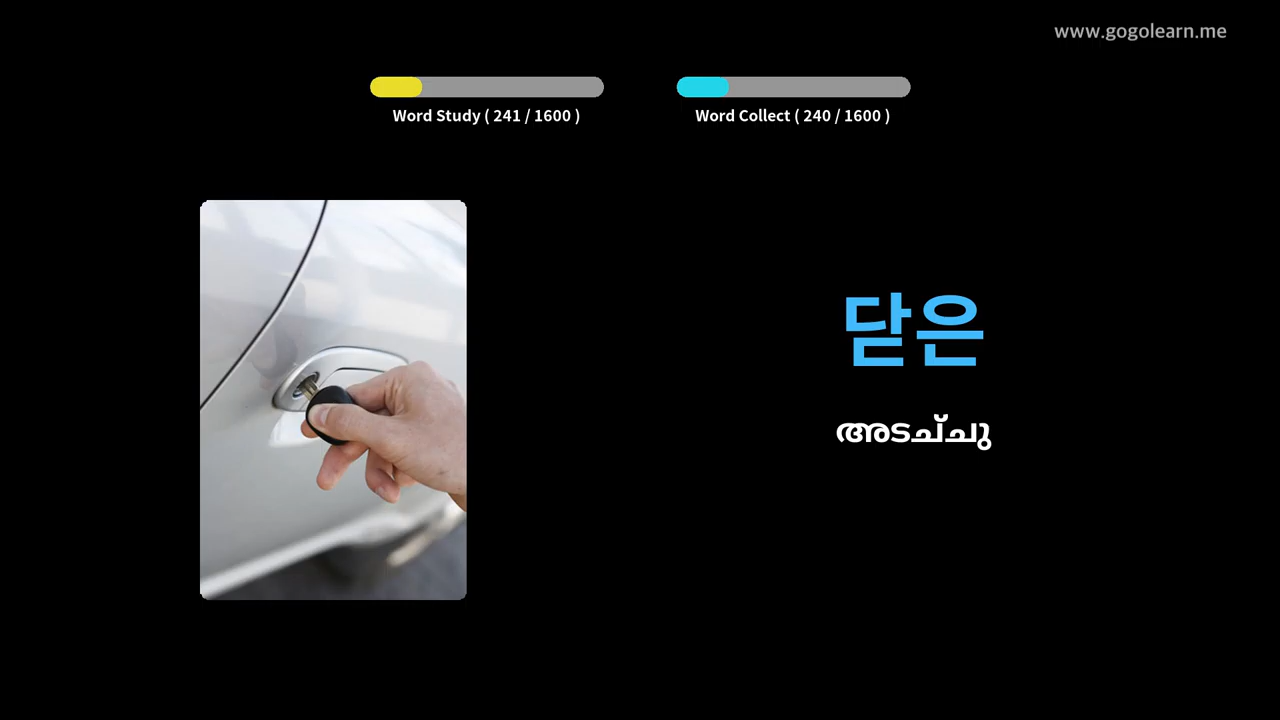 www.gogolearn.me
Word Study ( 241 / 1600 )
Word Collect ( 240 / 1600 )
닫은
അടച്ചു